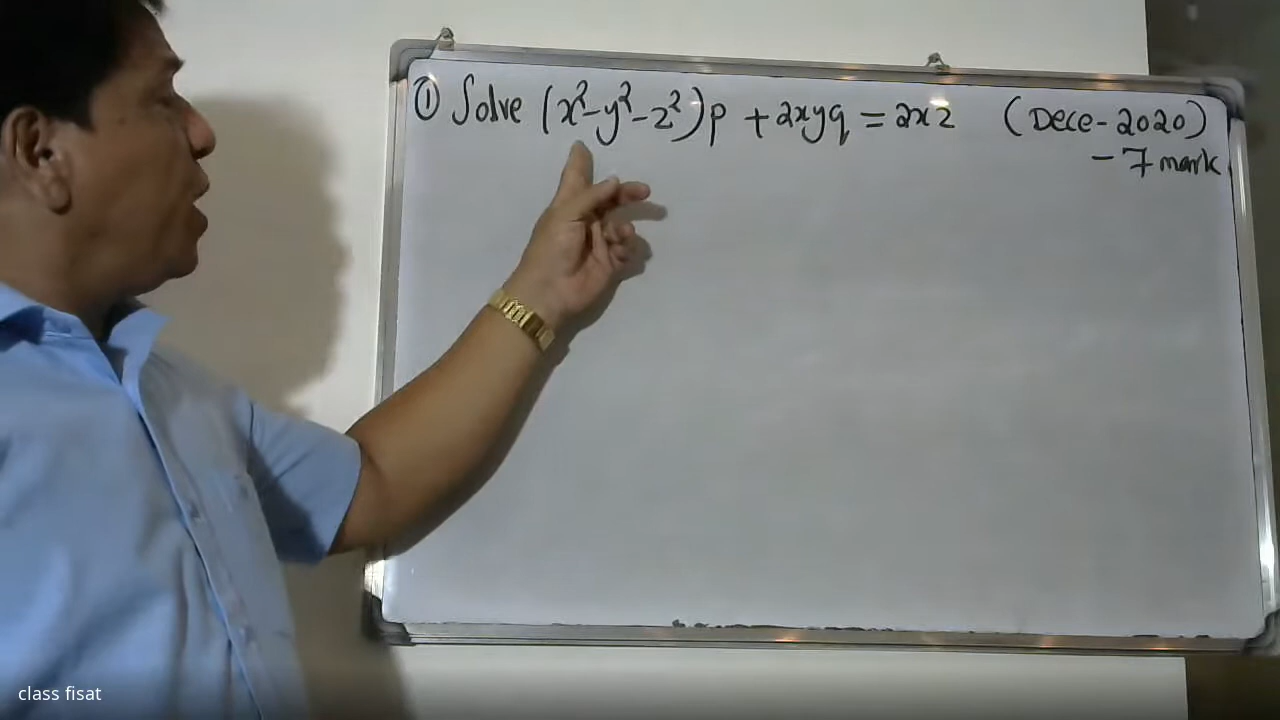 ① Solve (x²-y²-z²)p + 2xyq = 2xz (Dece-2020)
- 7 mark
class fisat